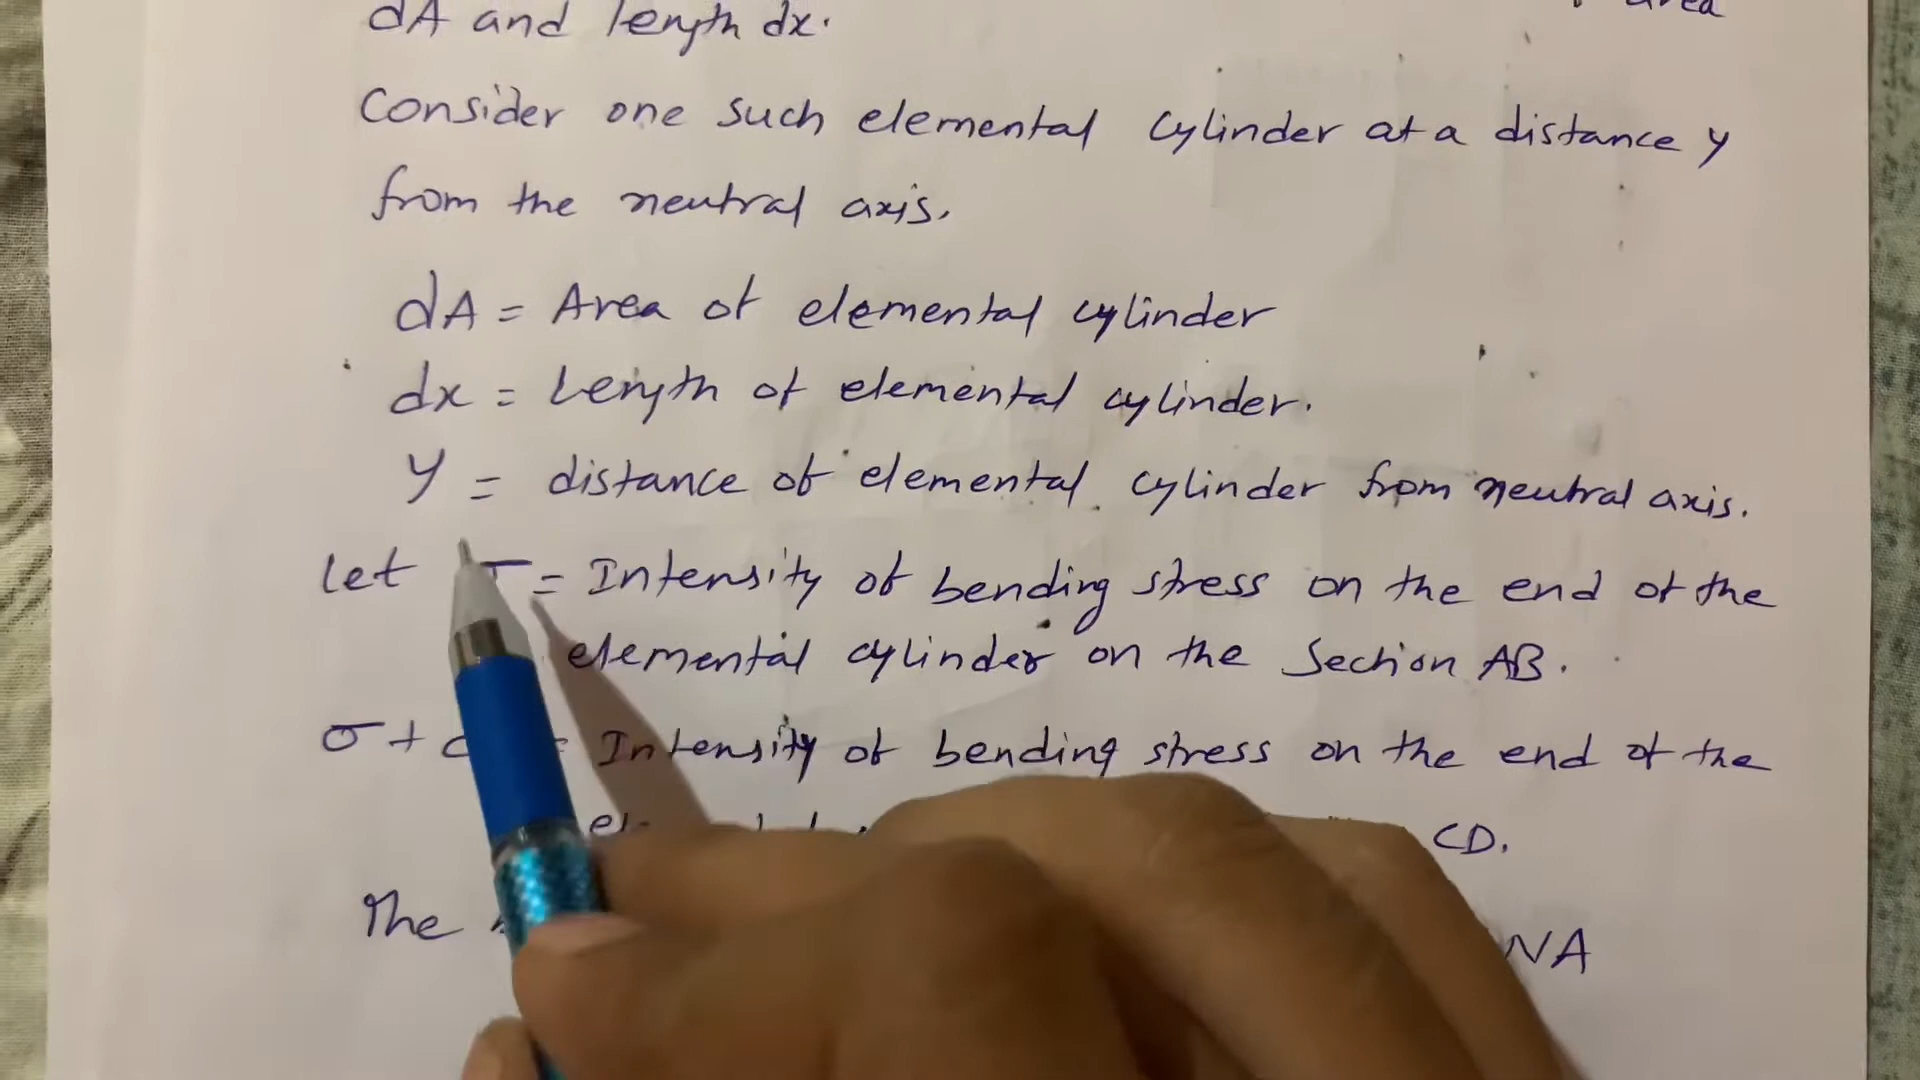 dA and length dx.
area
Consider one such elemental cylinder at a distance y
from the neutral axis.
dA = Area of elemental cylinder
dx = Length of elemental cylinder.
y = distance of elemental cylinder from neutral axis.
Let σ = Intensity of bending stress on the end of the
elemental cylinder on the Section AB.
σ + = Intensity of bending stress on the end of the
CD.
The NA